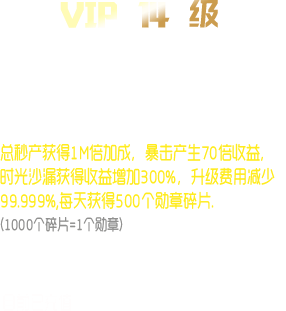 VIP 14 级
总秒产获得1M倍加成，暴击产生70倍收益,
时光沙漏获得收益增加300%，升级费用减少
99.999%,每天获得500个勋章碎片.
(1000个碎片=1个勋章)